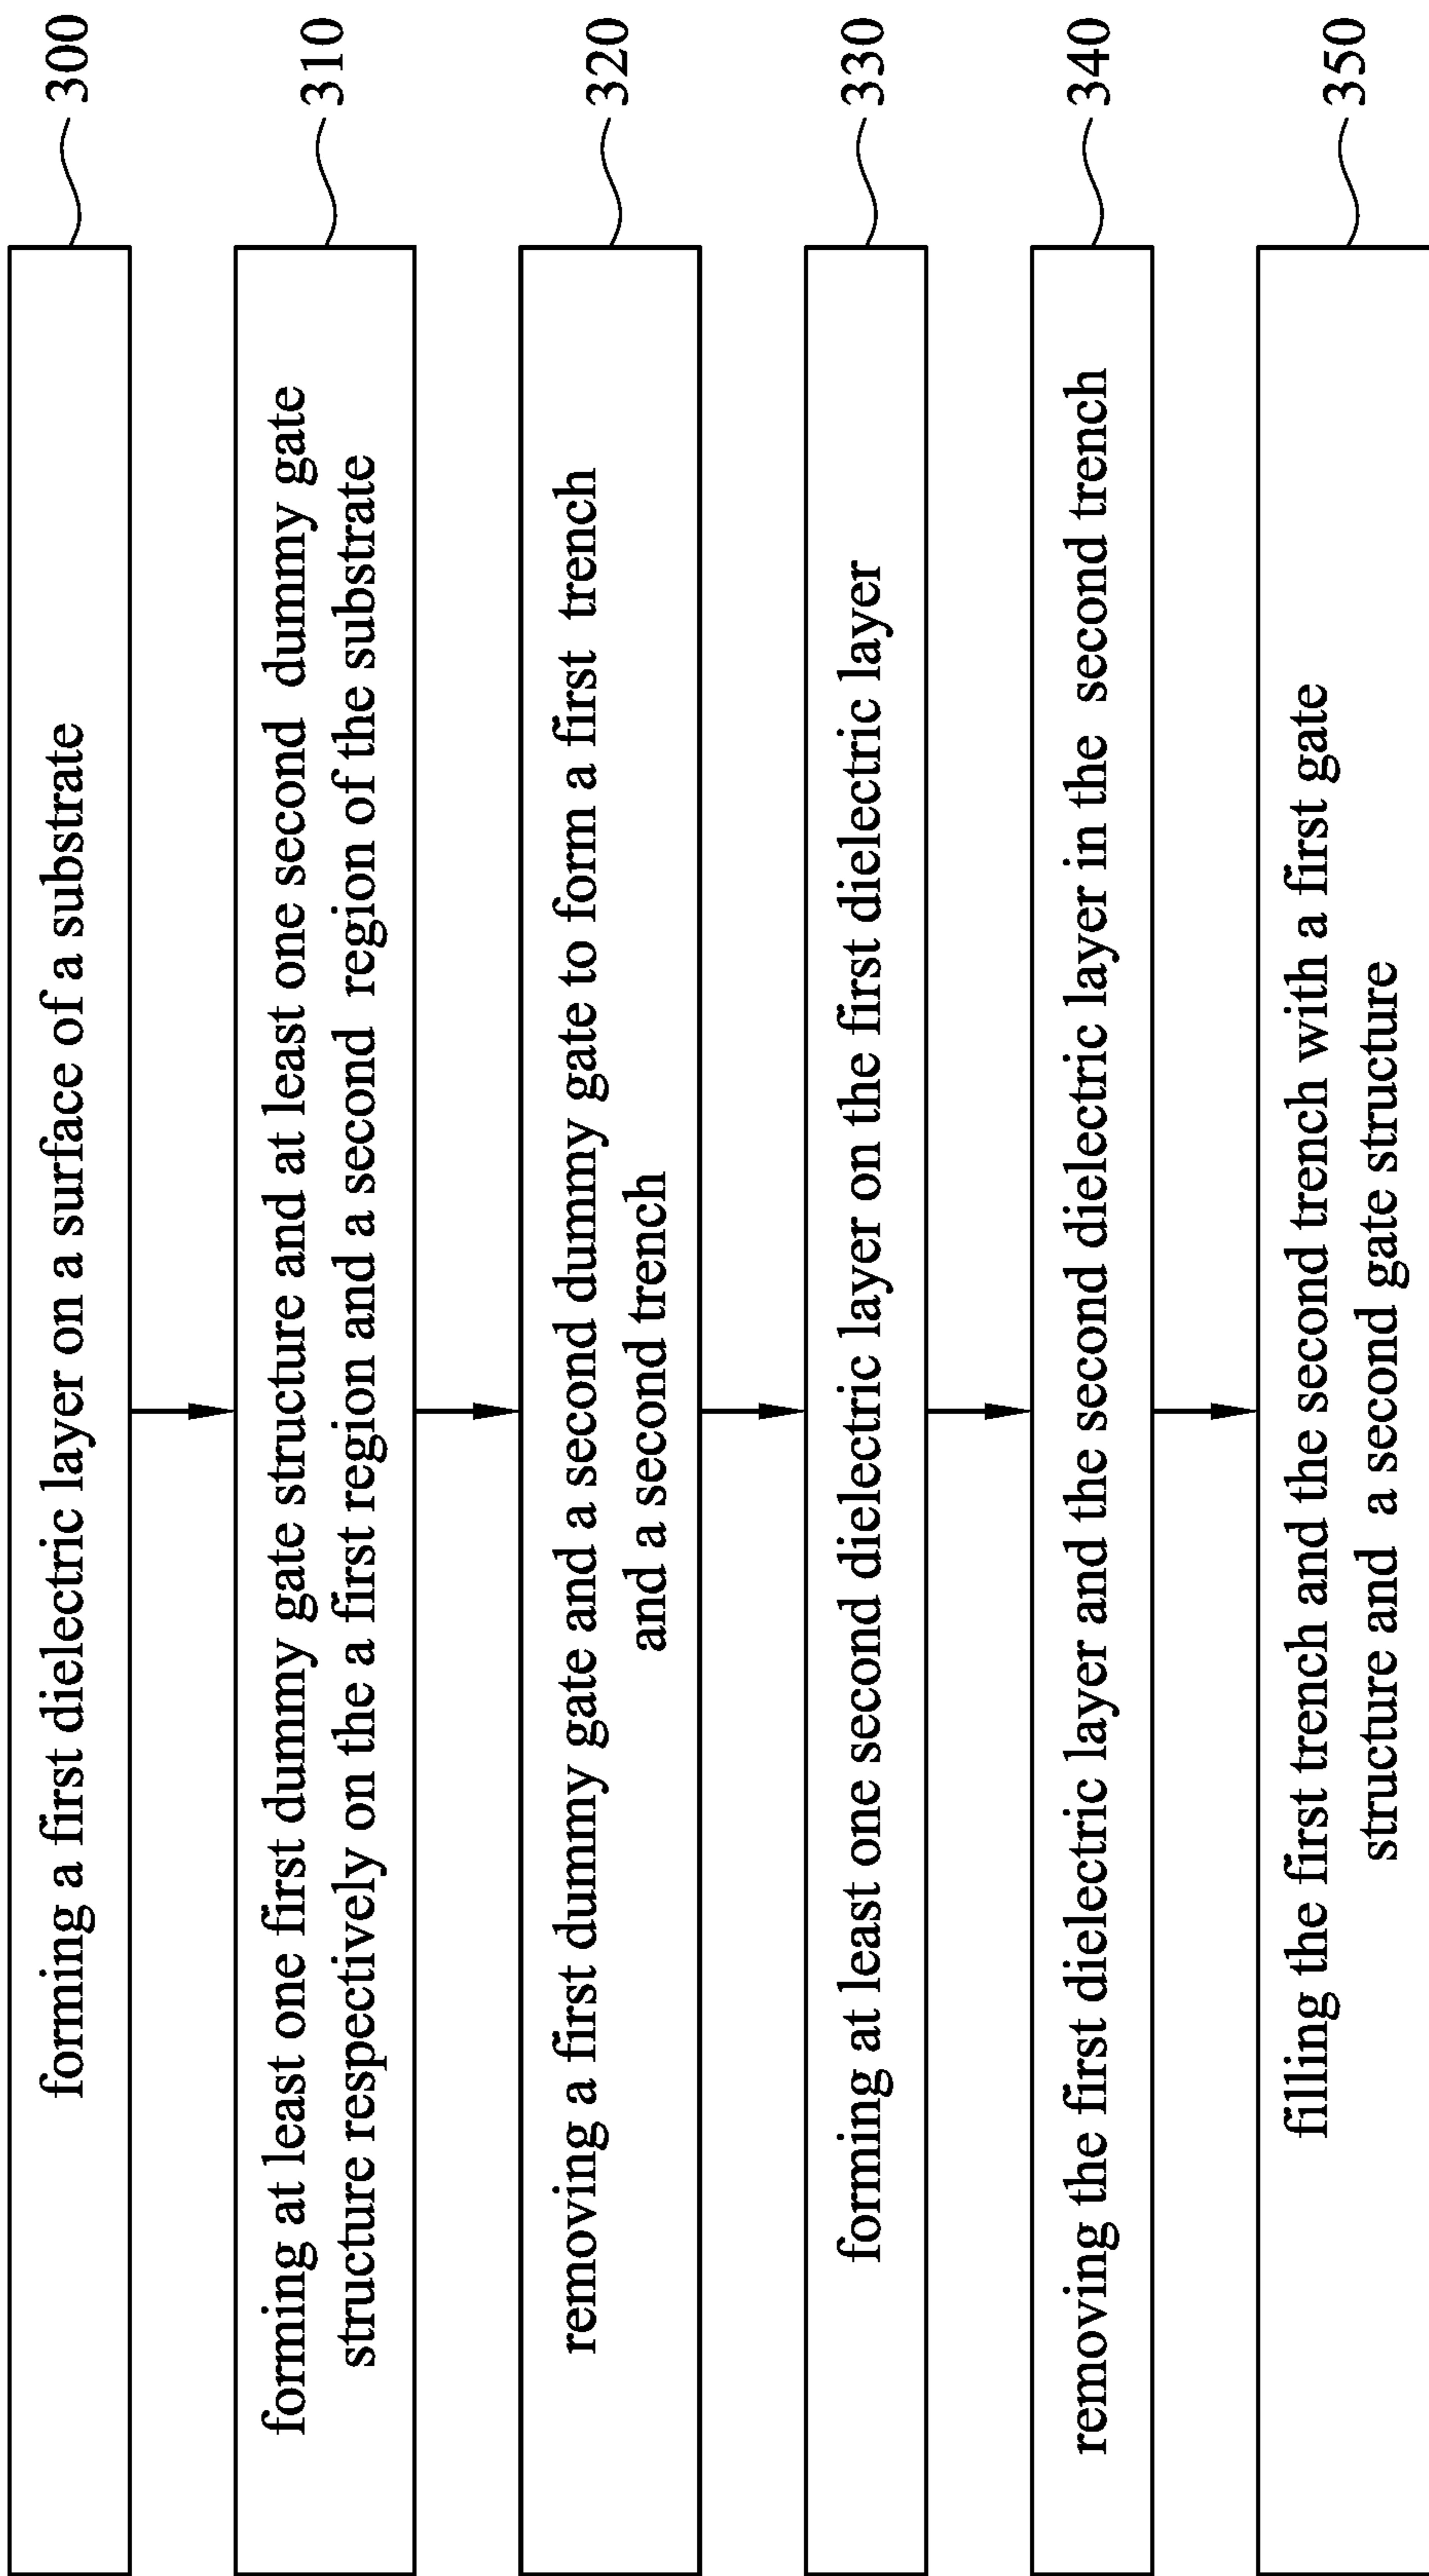 forming a first dielectric layer on a surface of a substrate
300
forming at least one first dummy gate structure and at least one second dummy gate
structure respectively on the a first region and a second region of the substrate
310
removing a first dummy gate and a second dummy gate to form a first trench
and a second trench
320
forming at least one second dielectric layer on the first dielectric layer
330
removing the first dielectric layer and the second dielectric layer in the second trench
340
filling the first trench and the second trench with a first gate
structure and a second gate structure
350